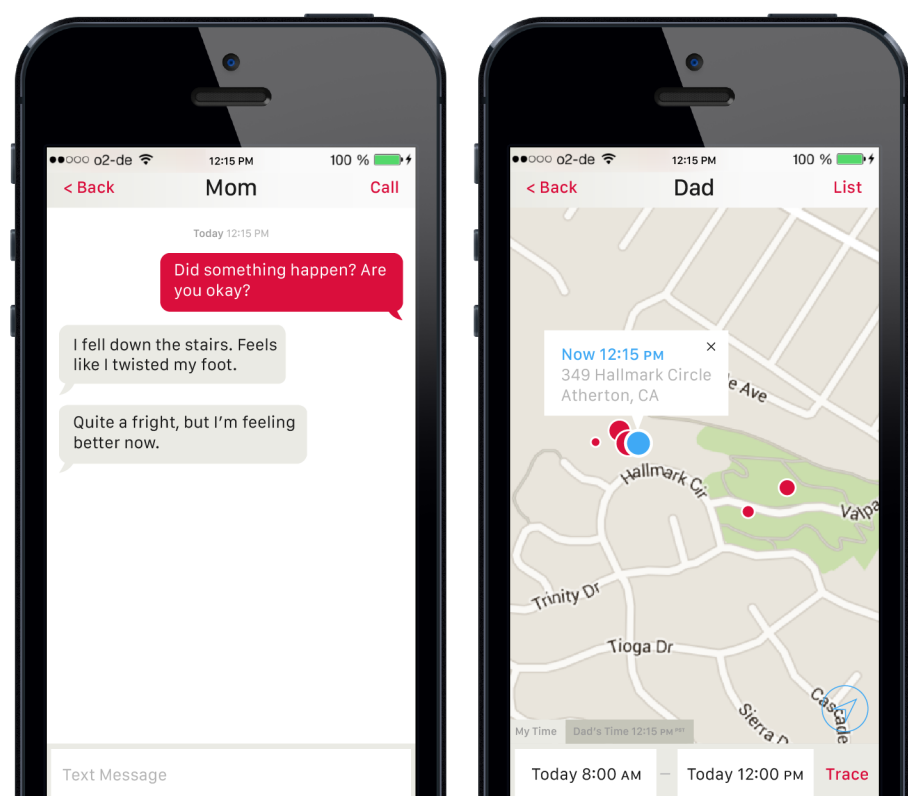 o2-de 12:15 PM 100 %
< Back Mom Call
Today 12:15 PM
Did something happen? Are
you okay?
I fell down the stairs. Feels
like I twisted my foot.
Quite a fright, but I'm feeling
better now.
Text Message
o2-de 12:15 PM 100 %
< Back Dad List
Now 12:15 PM
349 Hallmark Circle
Atherton, CA
Ave
Hallmark Cir
Trinity Dr
Tioga Dr
Sierra D
Cascade
My Time Dad's Time 12:15 PM
Today 8:00 AM – Today 12:00 PM Trace